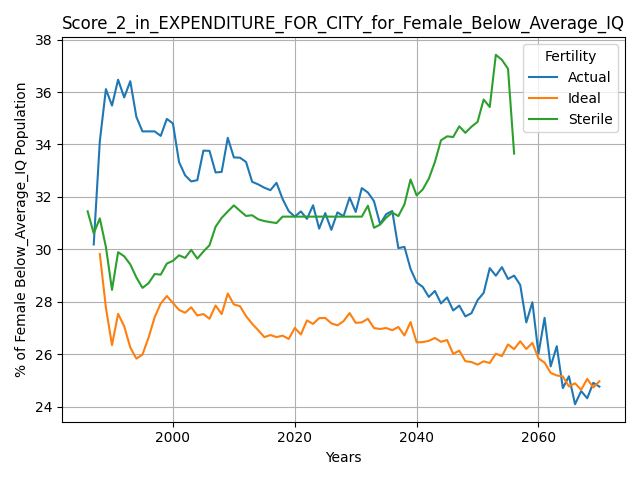 Score_2_in_EXPENDITURE_FOR_CITY_for_Female_Below_Average_IQ
% of Female Below_Average_IQ Population
38
36
34
32
30
28
26
24
Fertility
Actual
Ideal
Sterile
2000
2020
2040
2060
Years